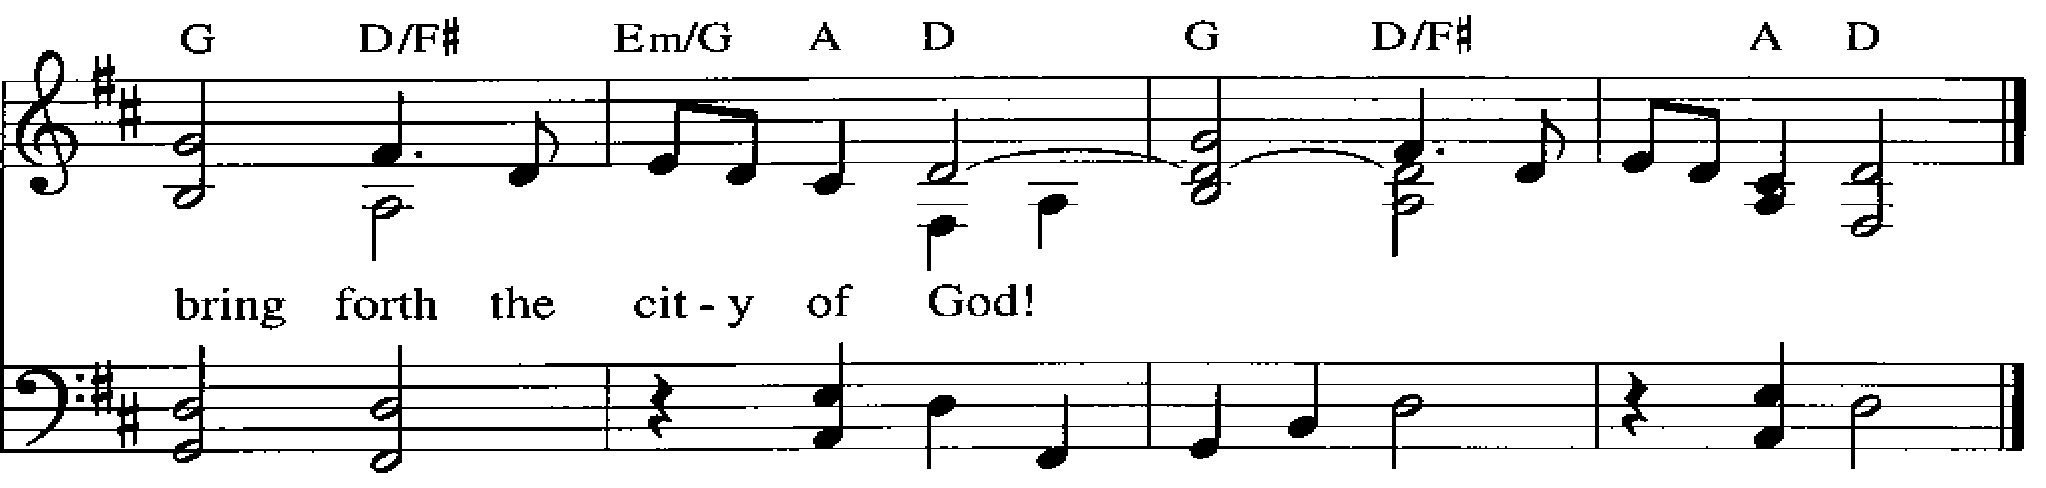 G D/F♯ Em/G A D G D/F♯ A D
bring forth the cit - y of God!